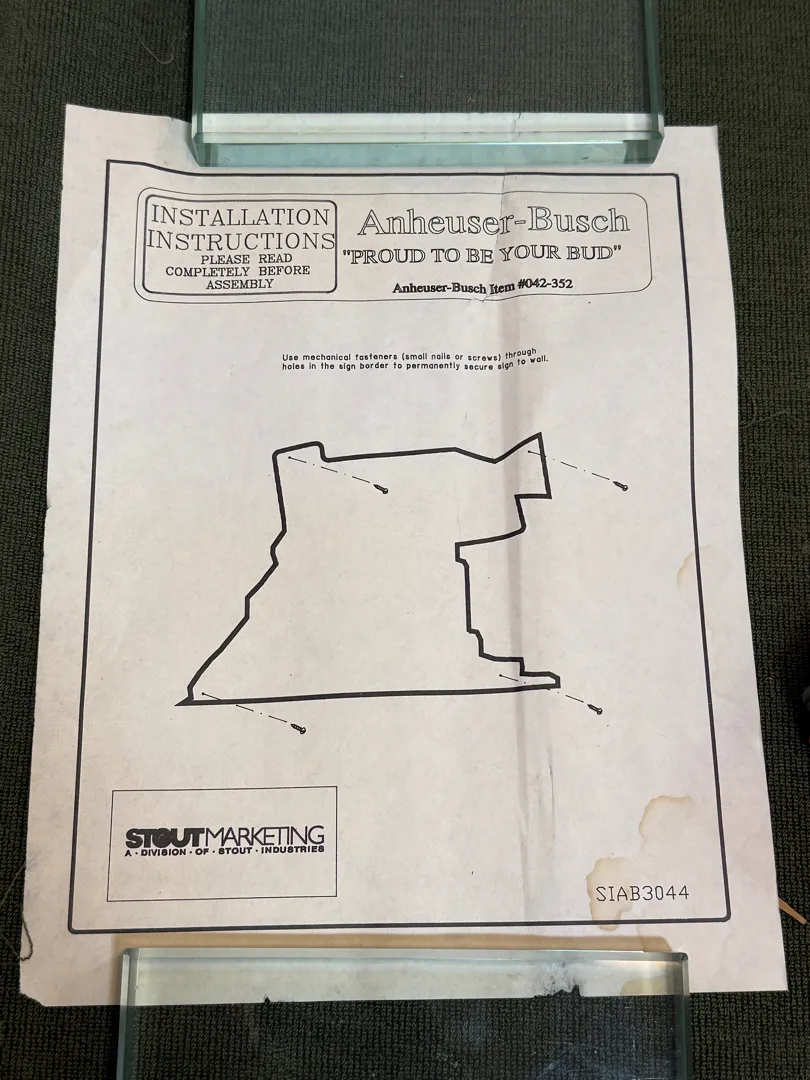 INSTALLATION
INSTRUCTIONS
PLEASE READ
COMPLETELY BEFORE
ASSEMBLY
Anheuser-Busch
"PROUD TO BE YOUR BUD"
Anheuser-Busch Item #042-352
Use mechanical fasteners (small nails or screws) through
holes in the sign border to permanently secure sign to wall.
STOUT MARKETING
A · DIVISION · OF · STOUT · INDUSTRIES
SIAB3044